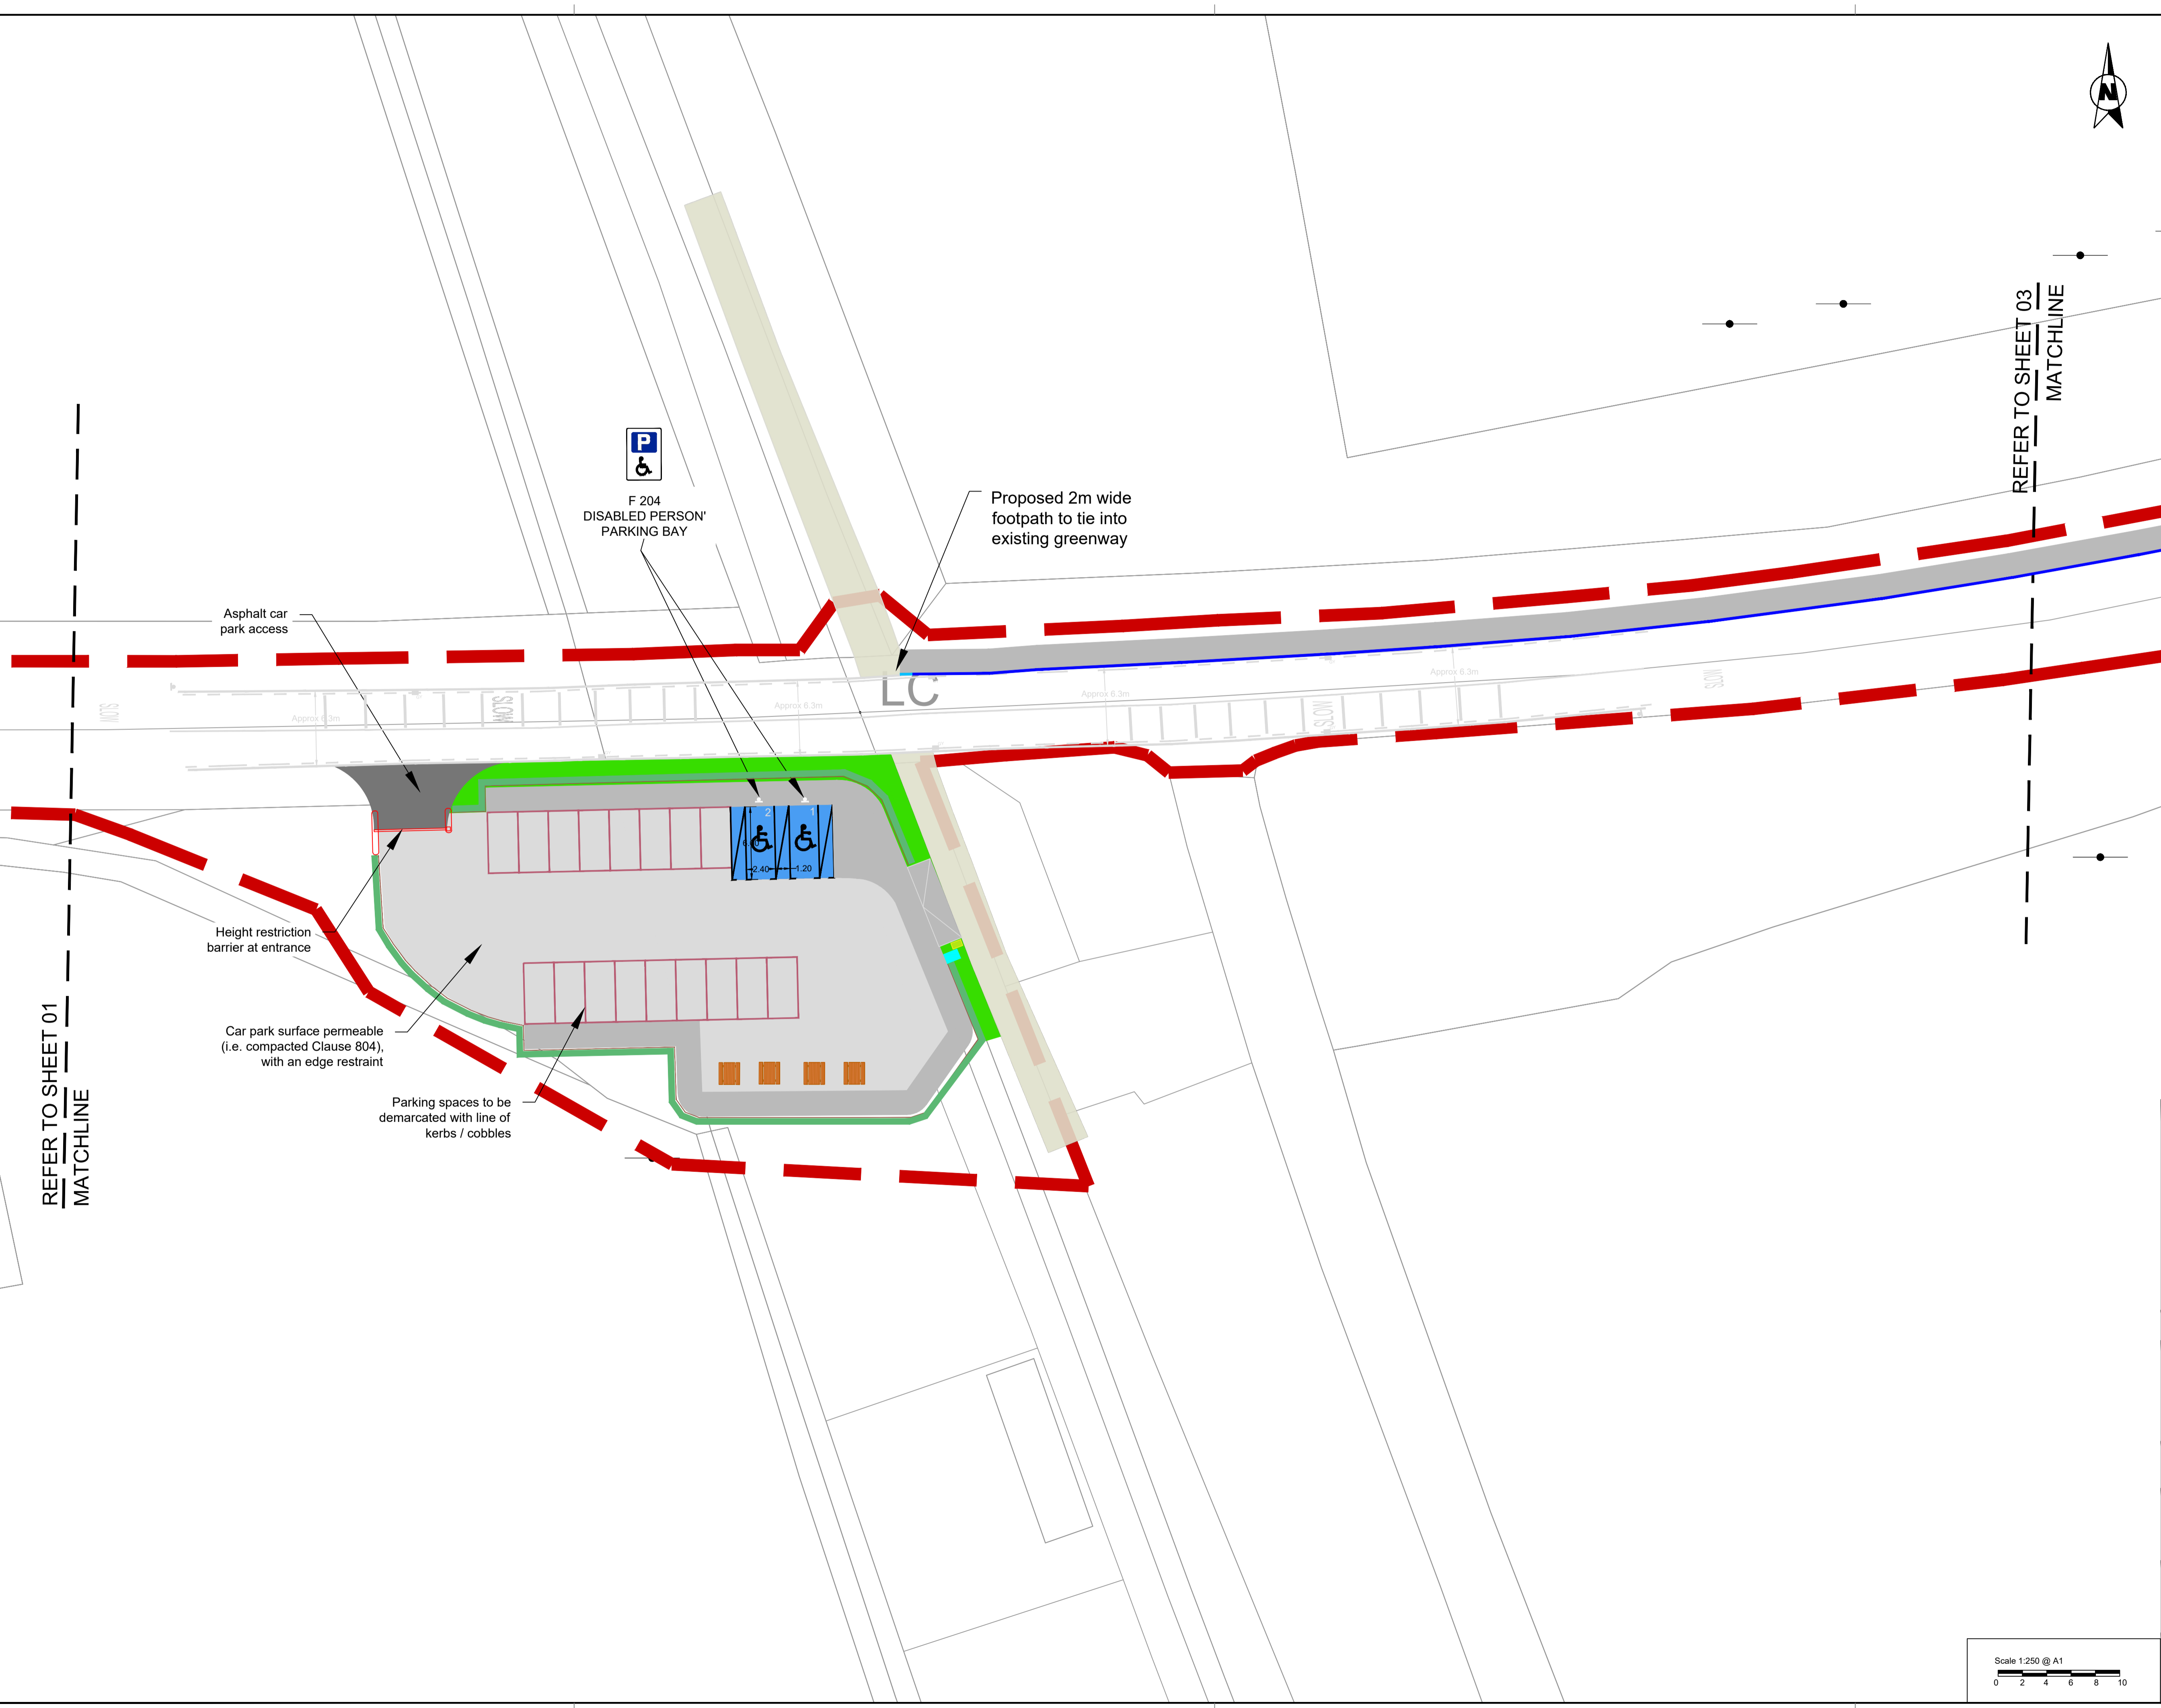 N
REFER TO SHEET 03
MATCHLINE
P
F 204
DISABLED PERSON'
PARKING BAY
Proposed 2m wide
footpath to tie into
existing greenway
Asphalt car
park access
LC
SLOW
SLOW
SLOW
SLOW
Approx 6.3m
Approx 6.3m
Approx 6.3m
Approx 6.3m
2
1
2.40
1.20
Height restriction
barrier at entrance
Car park surface permeable
(i.e. compacted Clause 804),
with an edge restraint
Parking spaces to be
demarcated with line of
kerbs / cobbles
REFER TO SHEET 01
MATCHLINE
Scale 1:250 @ A1
0 2 4 6 8 10